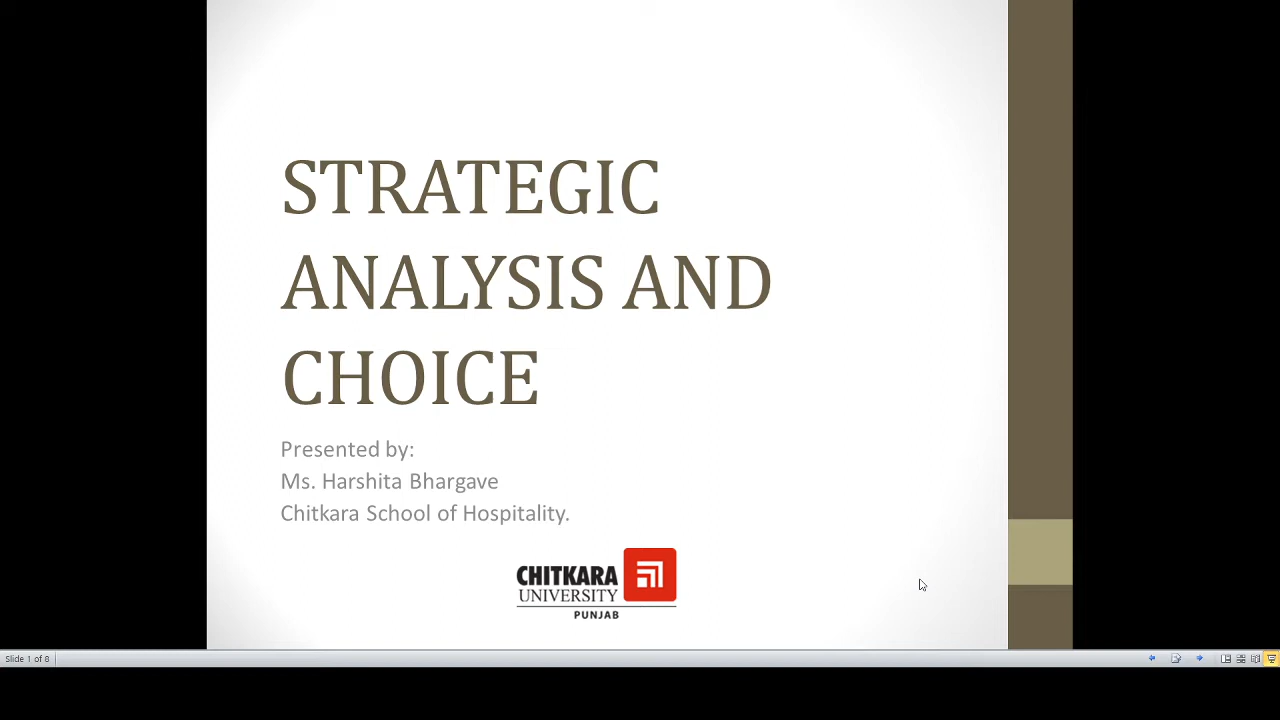 STRATEGIC
ANALYSIS AND
CHOICE
Presented by:
Ms. Harshita Bhargave
Chitkara School of Hospitality.
CHITKARA
UNIVERSITY
PUNJAB
Slide 1 of 8